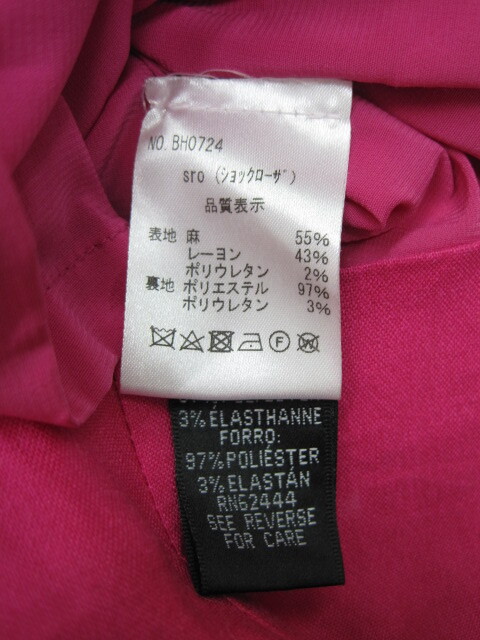 NO. BH0724
sro (ショックローザ)
品質表示
表地 麻 55%
レーヨン 43%
ポリウレタン 2%
裏地 ポリエステル 97%
ポリウレタン 3%
F W
3% ÉLASTHANNE
FORRO:
97% POLIÉSTER
3% ELASTÁN
RN62444
SEE REVERSE
FOR CARE